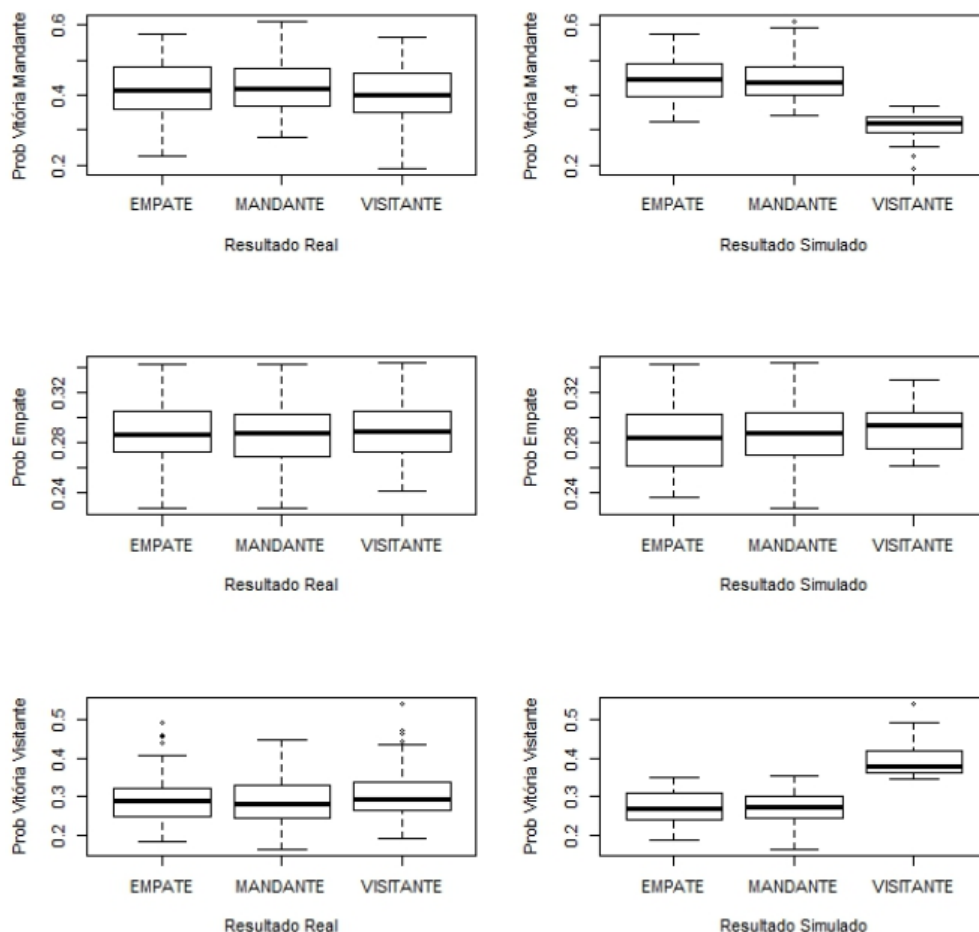 Prob Vitória Mandante
0.6
0.4
0.2
EMPATE MANDANTE VISITANTE
Resultado Real
Prob Vitória Mandante
0.6
0.4
0.2
EMPATE MANDANTE VISITANTE
Resultado Simulado
Prob Empate
0.32
0.28
0.24
EMPATE MANDANTE VISITANTE
Resultado Real
Prob Empate
0.32
0.28
0.24
EMPATE MANDANTE VISITANTE
Resultado Simulado
Prob Vitória Visitante
0.5
0.4
0.3
0.2
EMPATE MANDANTE VISITANTE
Resultado Real
Prob Vitória Visitante
0.5
0.4
0.3
0.2
EMPATE MANDANTE VISITANTE
Resultado Simulado